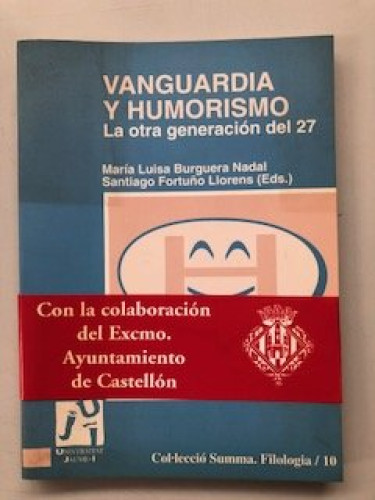 VANGUARDIA
Y HUMORISMO
La otra generación del 27
María Luisa Burguera Nadal
Santiago Fortuño Llorens (Eds.)
Con la colaboración
del Excmo.
Ayuntamiento
de Castellón
UNIVERSITAT
JAUME·I
Col·lecció Summa. Filologia / 10